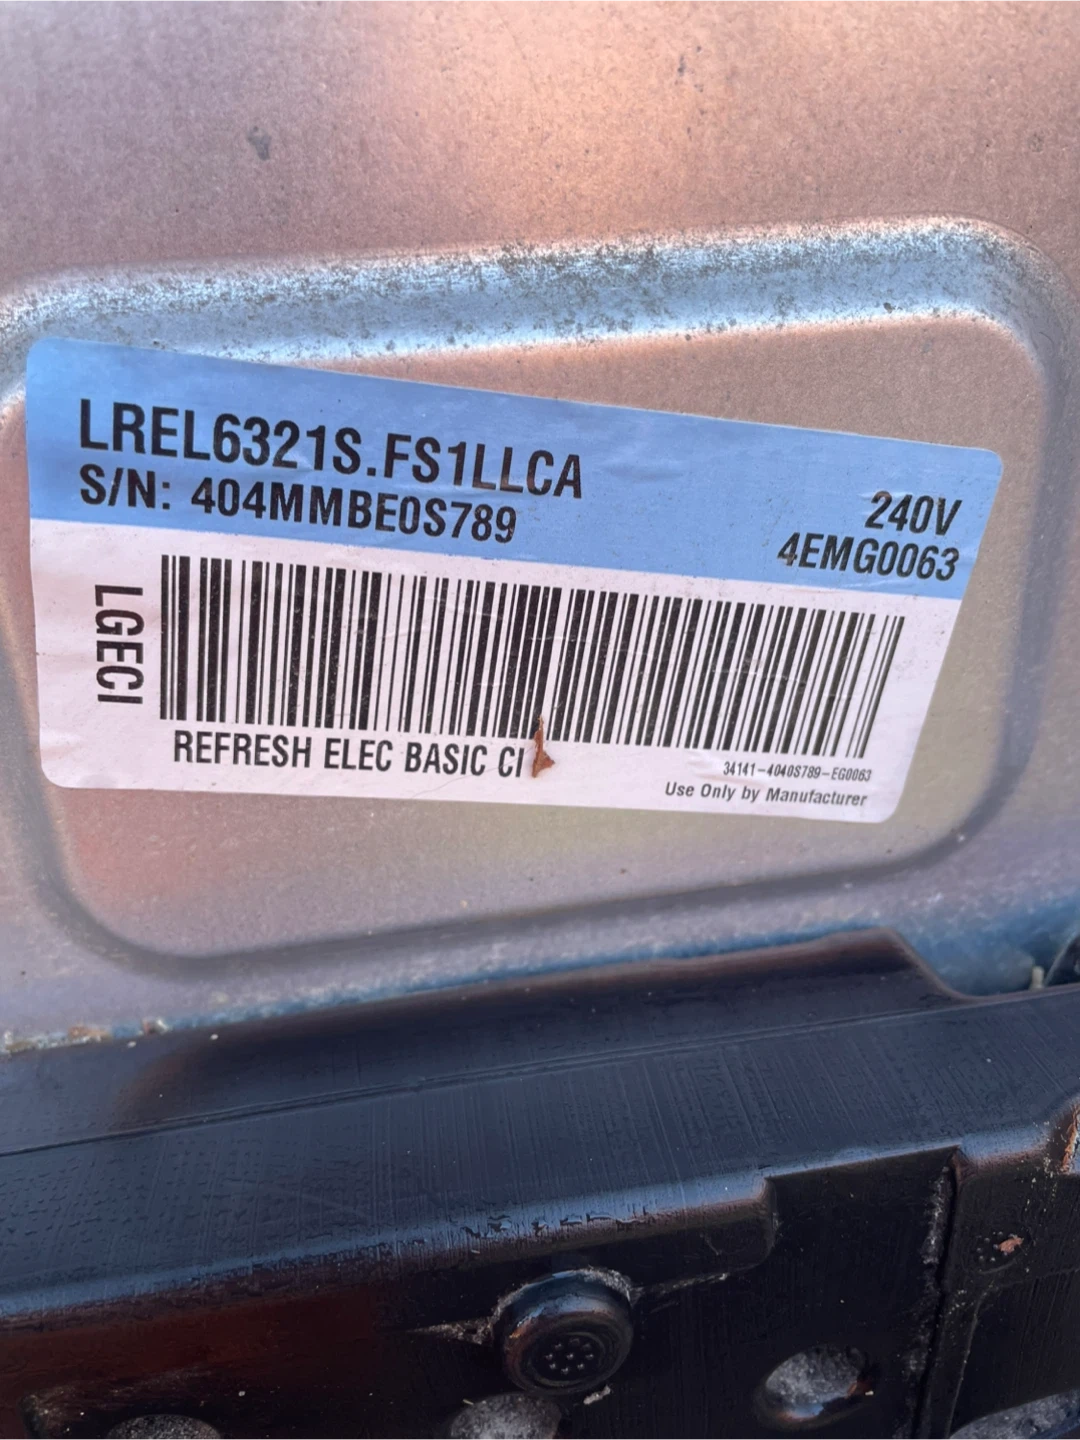 LREL6321S.FS1LLCA
S/N: 404MMBE0S789
240V
4EMG0063
LGECI
REFRESH ELEC BASIC CI
34141-4040S789-EG0063
Use Only by Manufacturer